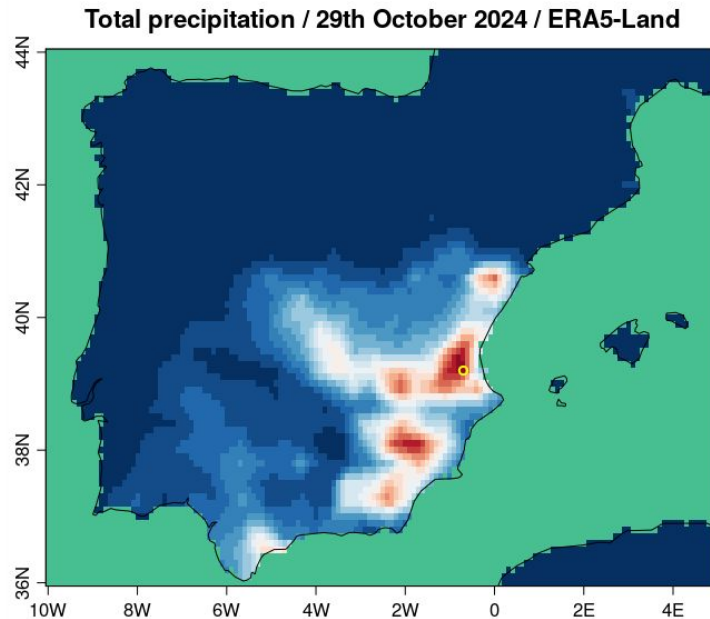 Total precipitation / 29th October 2024 / ERA5-Land
44N
42N
40N
38N
36N
10W 8W 6W 4W 2W 0 2E 4E